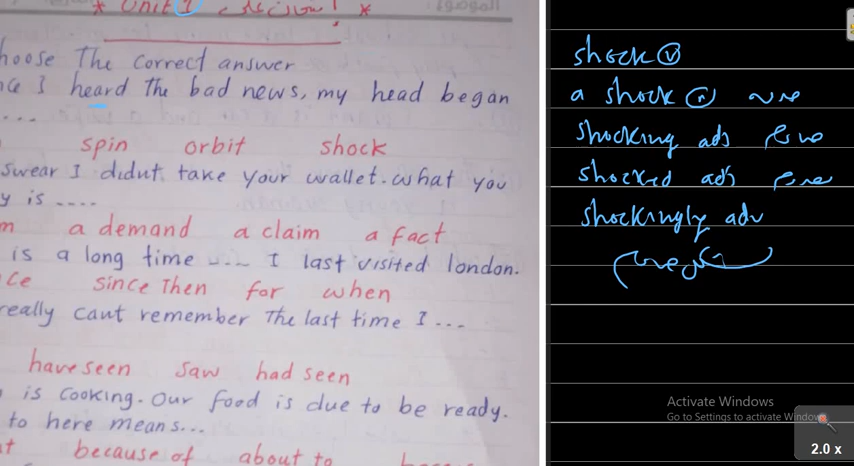 * Unit 1 *
الموضوع
hoose The correct answer
ce I heard The bad news, my head began
....
spin orbit shock
swear I didn't take your wallet. what you
y is ....
m a demand a claim a fact
is a long time .... I last visited london.
ce since Then for when
really cant remember The last time I ...
have seen saw had seen
is cooking. Our food is due to be ready.
to here means...
t because of about to
shock (v)
a shock (n)
shocking adj
shocked adj
shockingly adv
Activate Windows
Go to Settings to activate Windows.
2.0 x